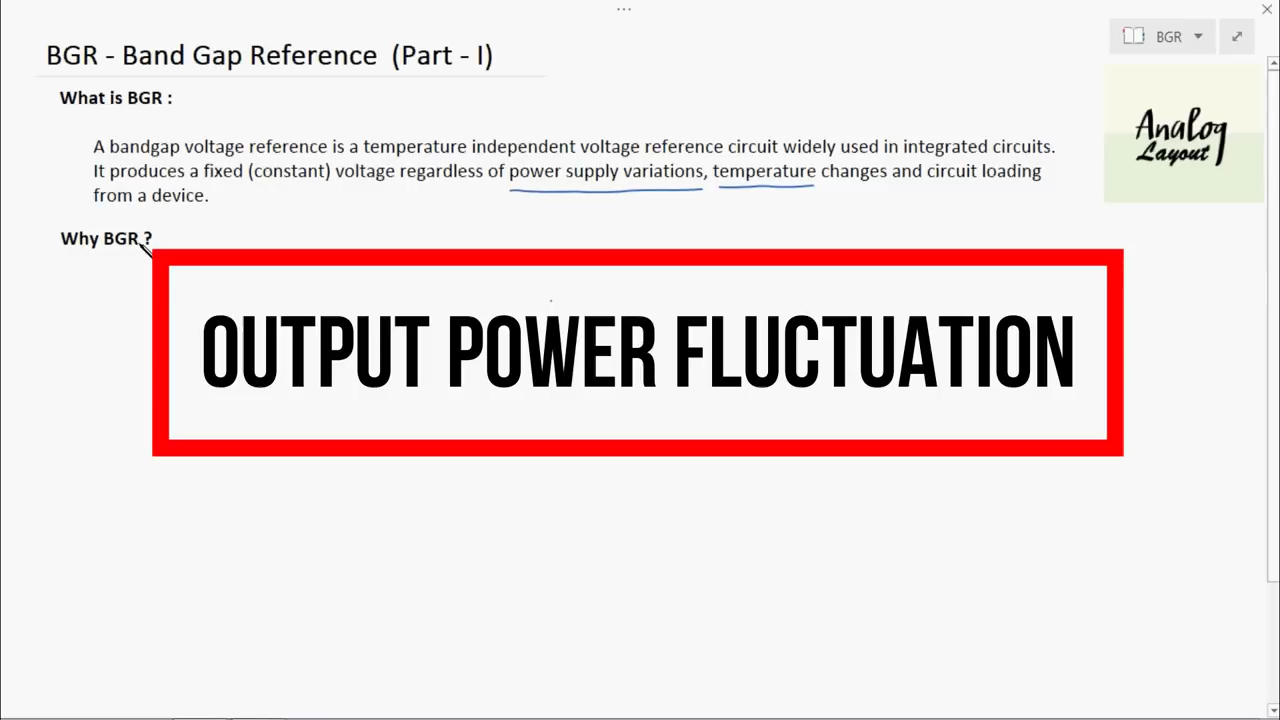 BGR - Band Gap Reference (Part - I)
BGR
Analog
Layout
What is BGR :
A bandgap voltage reference is a temperature independent voltage reference circuit widely used in integrated circuits.
It produces a fixed (constant) voltage regardless of power supply variations, temperature changes and circuit loading
from a device.
Why BGR ?
OUTPUT POWER FLUCTUATION